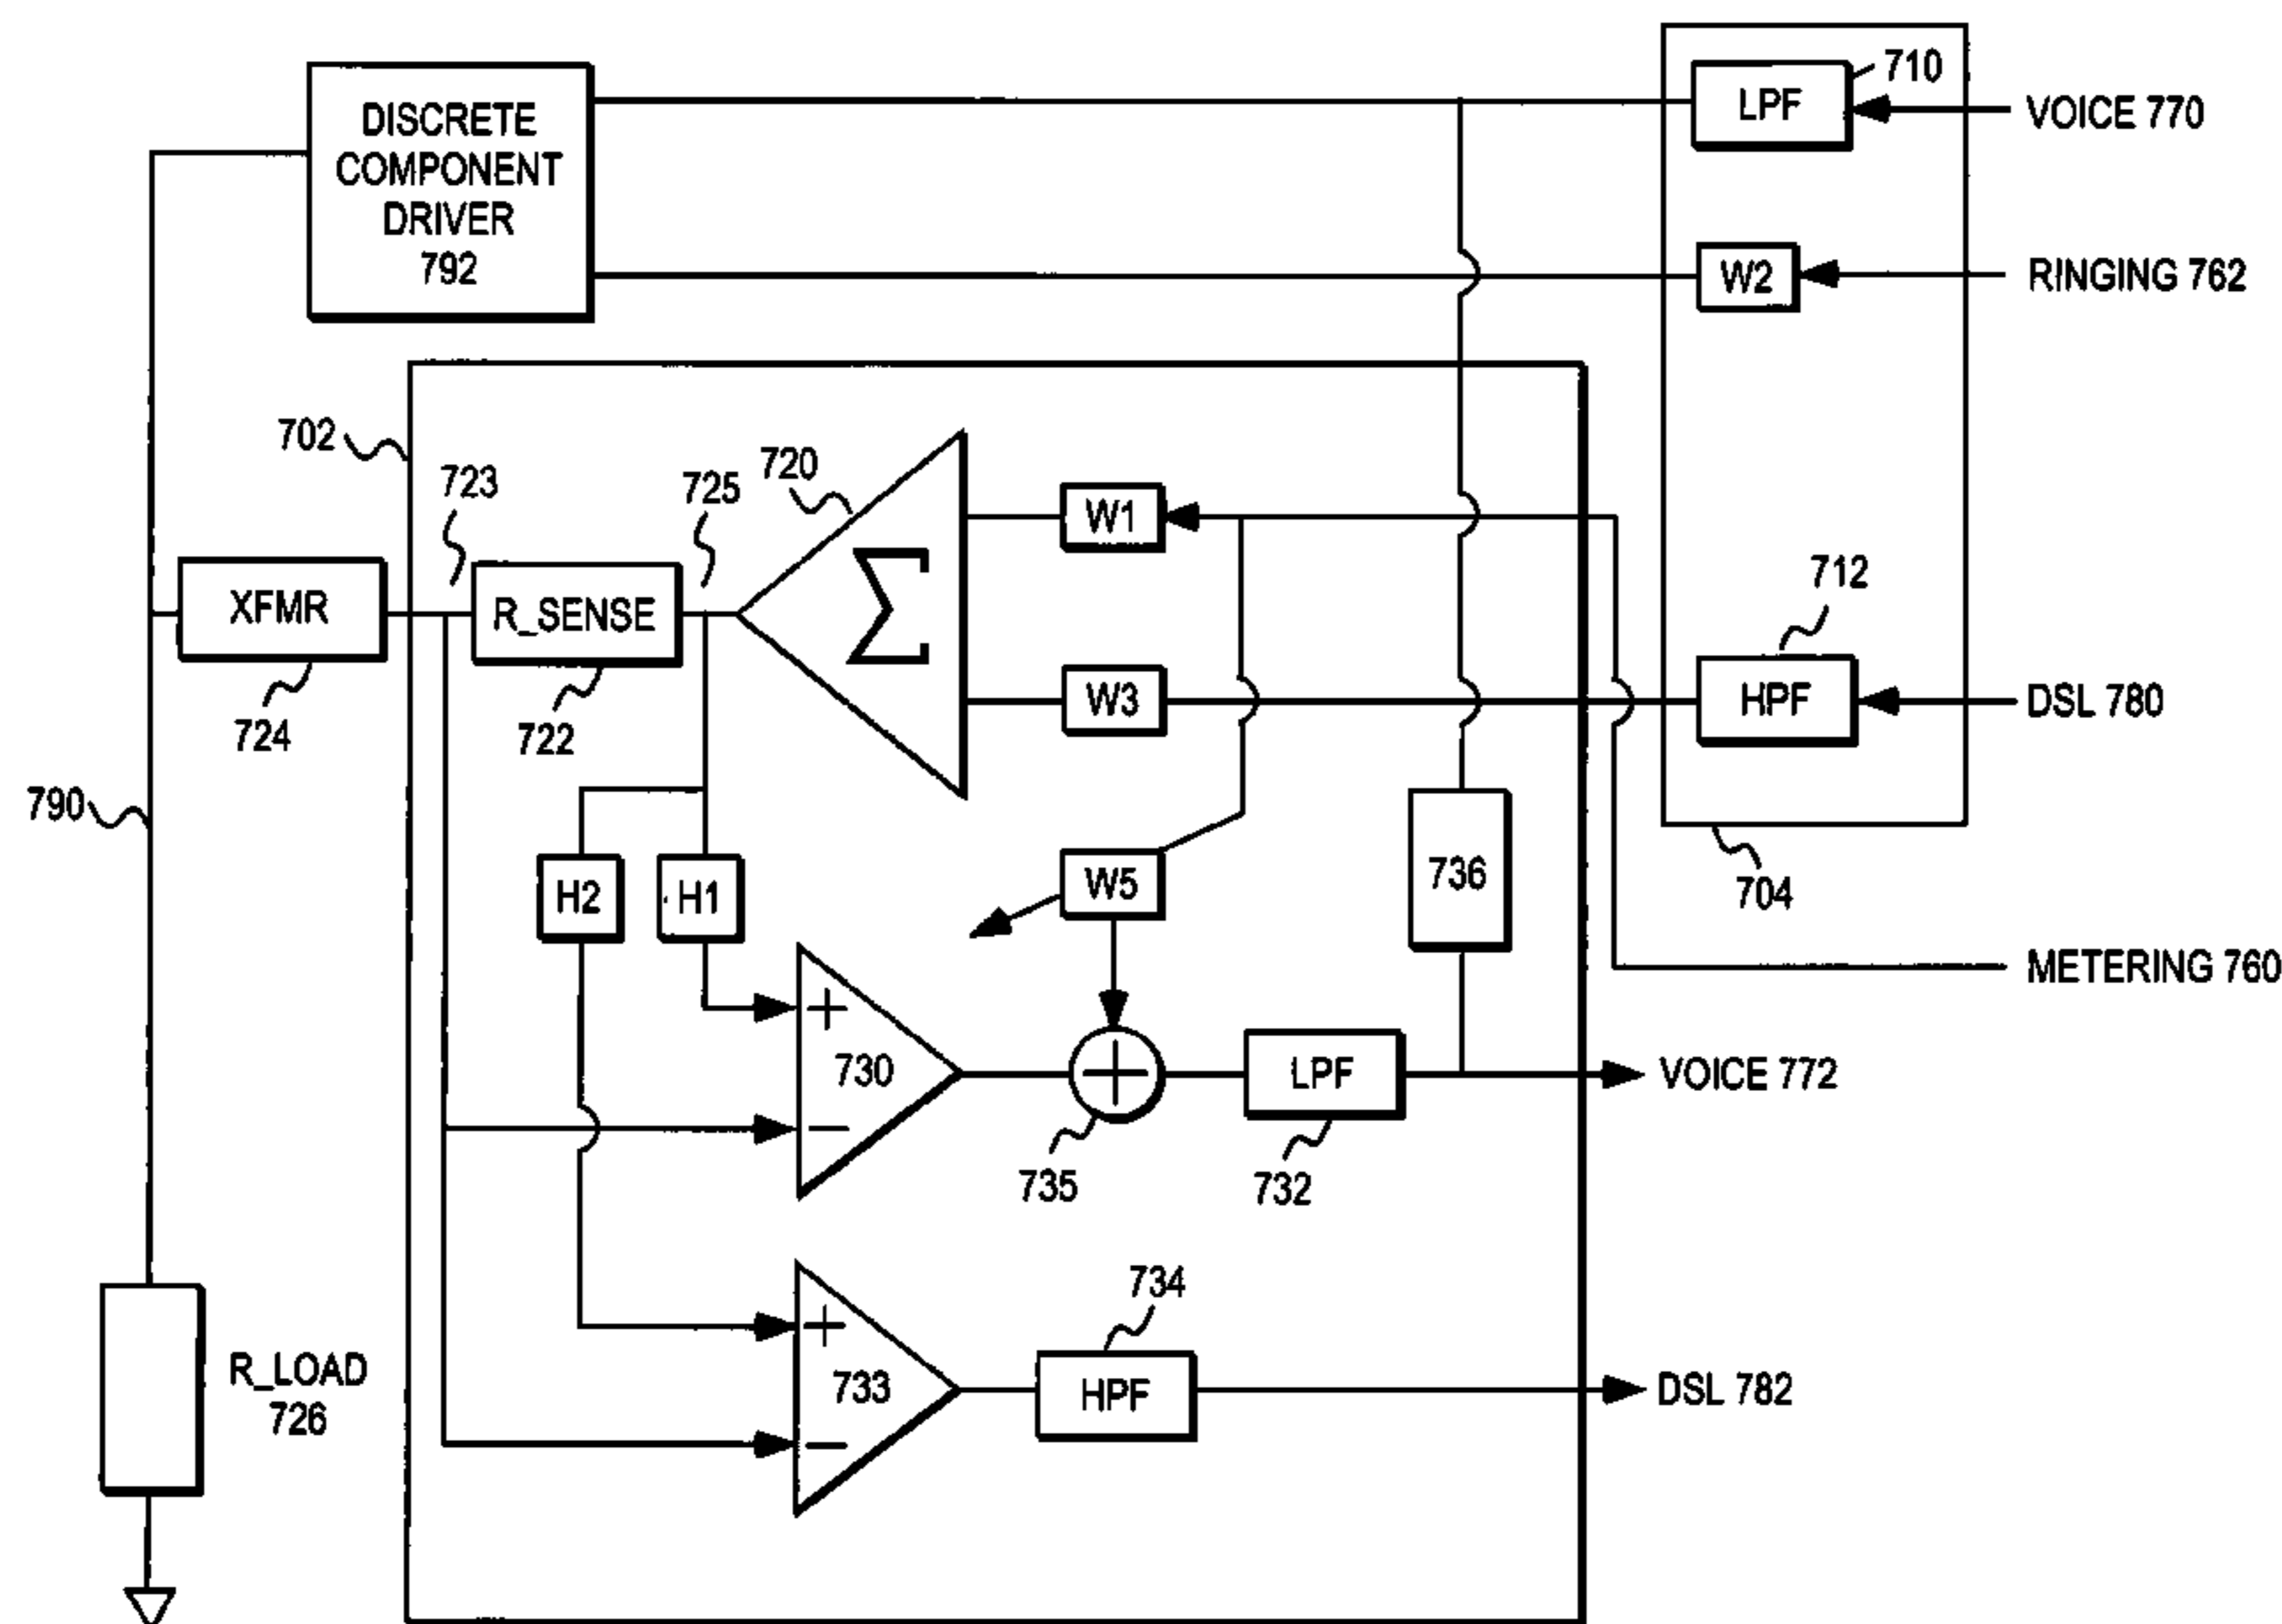 710
LPF
VOICE 770
DISCRETE
COMPONENT
DRIVER
792
W2
RINGING 762
702
720
723
725
W1
712
XFMR
R_SENSE
Σ
724
722
W3
HPF
DSL 780
790
H2
H1
W5
736
704
METERING 760
+
730
−
+
LPF
VOICE 772
735
732
734
R_LOAD
726
+
733
−
HPF
DSL 782